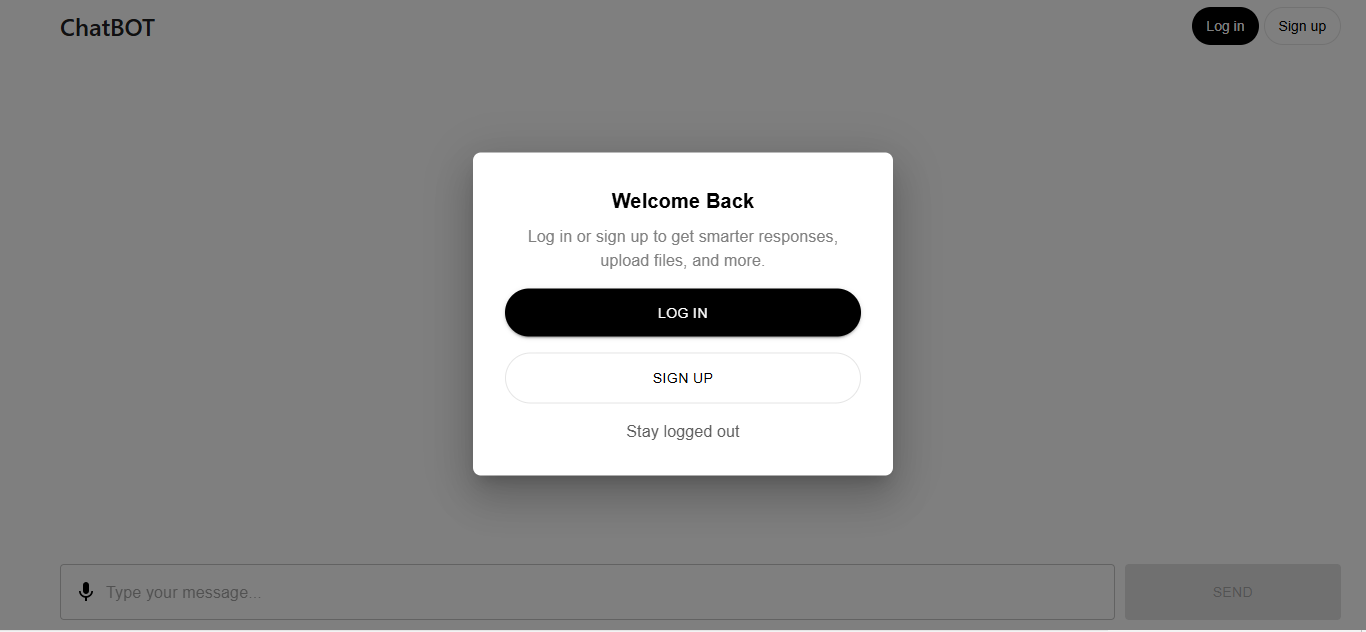 ChatBOT
Log in
Sign up
Welcome Back
Log in or sign up to get smarter responses,
upload files, and more.
LOG IN
SIGN UP
Stay logged out
Type your message...
SEND